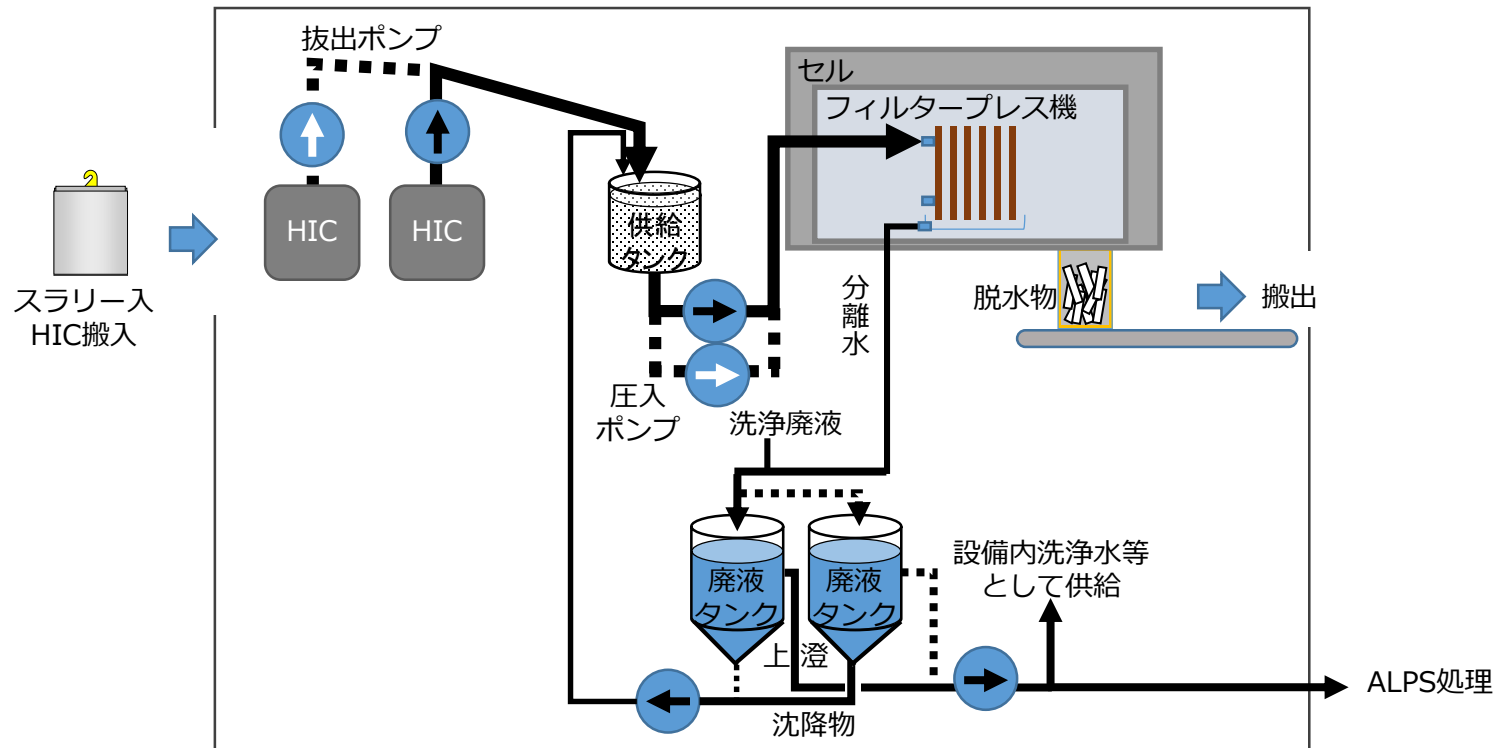 抜出ポンプ
セル
フィルタープレス機
HIC
HIC
スラリー入
HIC搬入
供給
タンク
分離水
脱水物
搬出
圧入
ポンプ
洗浄廃液
廃液
タンク
廃液
タンク
設備内洗浄水等
として供給
上澄
沈降物
ALPS処理